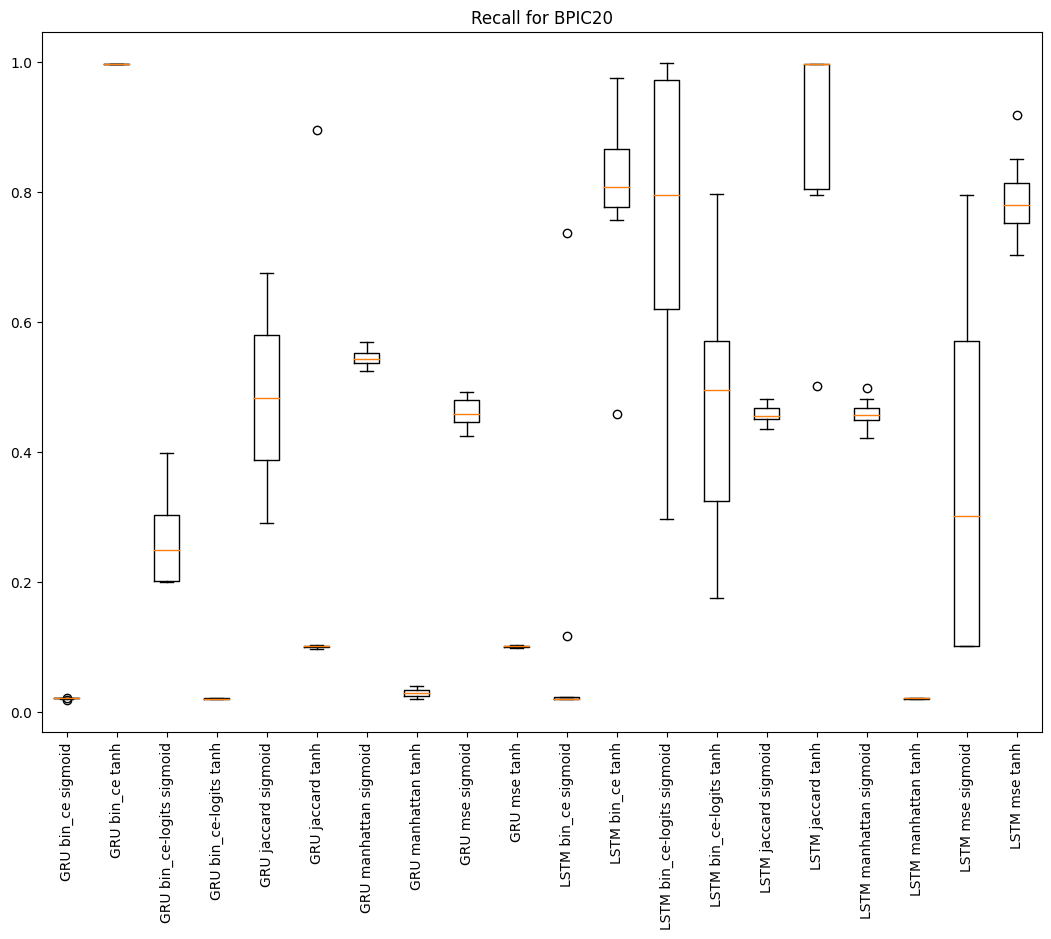 Recall for BPIC20
1.0
0.8
0.6
0.4
0.2
0.0
GRU bin_ce sigmoid
GRU bin_ce tanh
GRU bin_ce-logits sigmoid
GRU bin_ce-logits tanh
GRU jaccard sigmoid
GRU jaccard tanh
GRU manhattan sigmoid
GRU manhattan tanh
GRU mse sigmoid
GRU mse tanh
LSTM bin_ce sigmoid
LSTM bin_ce tanh
LSTM bin_ce-logits sigmoid
LSTM bin_ce-logits tanh
LSTM jaccard sigmoid
LSTM jaccard tanh
LSTM manhattan sigmoid
LSTM manhattan tanh
LSTM mse sigmoid
LSTM mse tanh